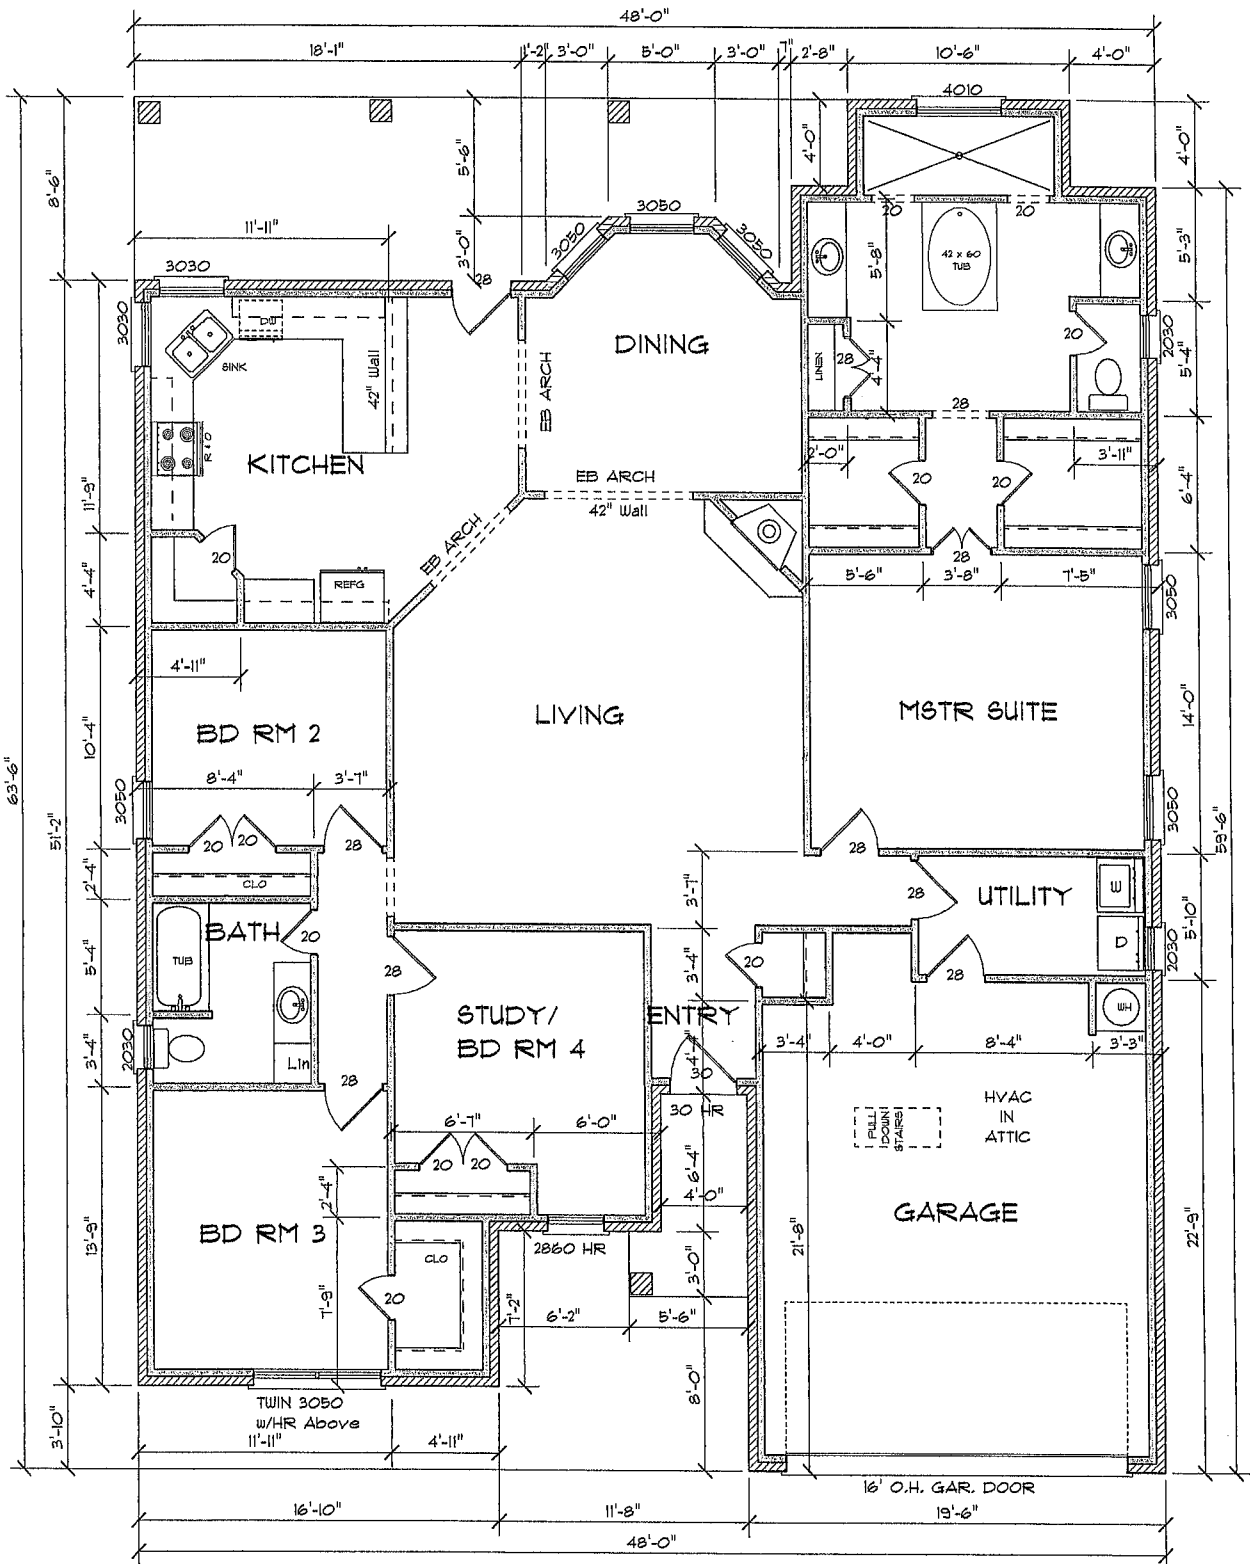 48'-0"
18'-1" 1'-2" 3'-0" 5'-0" 3'-0" 7" 2'-8" 10'-6" 4'-0"
4010
8'-6"
5'-6"
4'-0"
4'-0"
3050
20
20
11'-11"
3'-0"
3050
3050
5'-8"
42 x 60
TUB
5'-3"
3030
28
3030
DW
SINK
42" Wall
DINING
EB ARCH
LINEN
28
4'-4"
20
2030
5'-4"
28
R & O
KITCHEN
EB ARCH
42" Wall
2'-0"
3'-11"
11'-9"
20
20
6'-4"
EB ARCH
20
28
REFG
4'-4"
5'-6" 3'-8" 7'-5"
3050
4'-11"
LIVING
MSTR SUITE
14'-0"
BD RM 2
10'-4"
63'-6"
8'-4" 3'-7"
3050
3050
51'-2"
59'-6"
20 20
28
28
2'-4"
CLO
3'-7"
28
UTILITY
W
5'-10"
BATH
20
5'-4"
TUB
28
3'-4"
20
28
D
2030
STUDY/
BD RM 4
ENTRY
WH
2030
3'-4"
Lin
4'-4"
3'-4" 4'-0" 8'-4" 3'-3"
28
30
30 HR
HVAC
IN
ATTIC
PULL
DOWN
STAIRS
6'-7" 6'-0"
20 20
6'-4"
2'-4"
4'-0"
GARAGE
BD RM 3
13'-9"
CLO
2860 HR
21'-8"
22'-9"
7'-9"
20
3'-0"
7'-2"
6'-2" 5'-6"
8'-0"
TWIN 3050
w/HR Above
3'-10"
11'-11" 4'-11"
16' O.H. GAR. DOOR
16'-10" 11'-8" 19'-6"
48'-0"